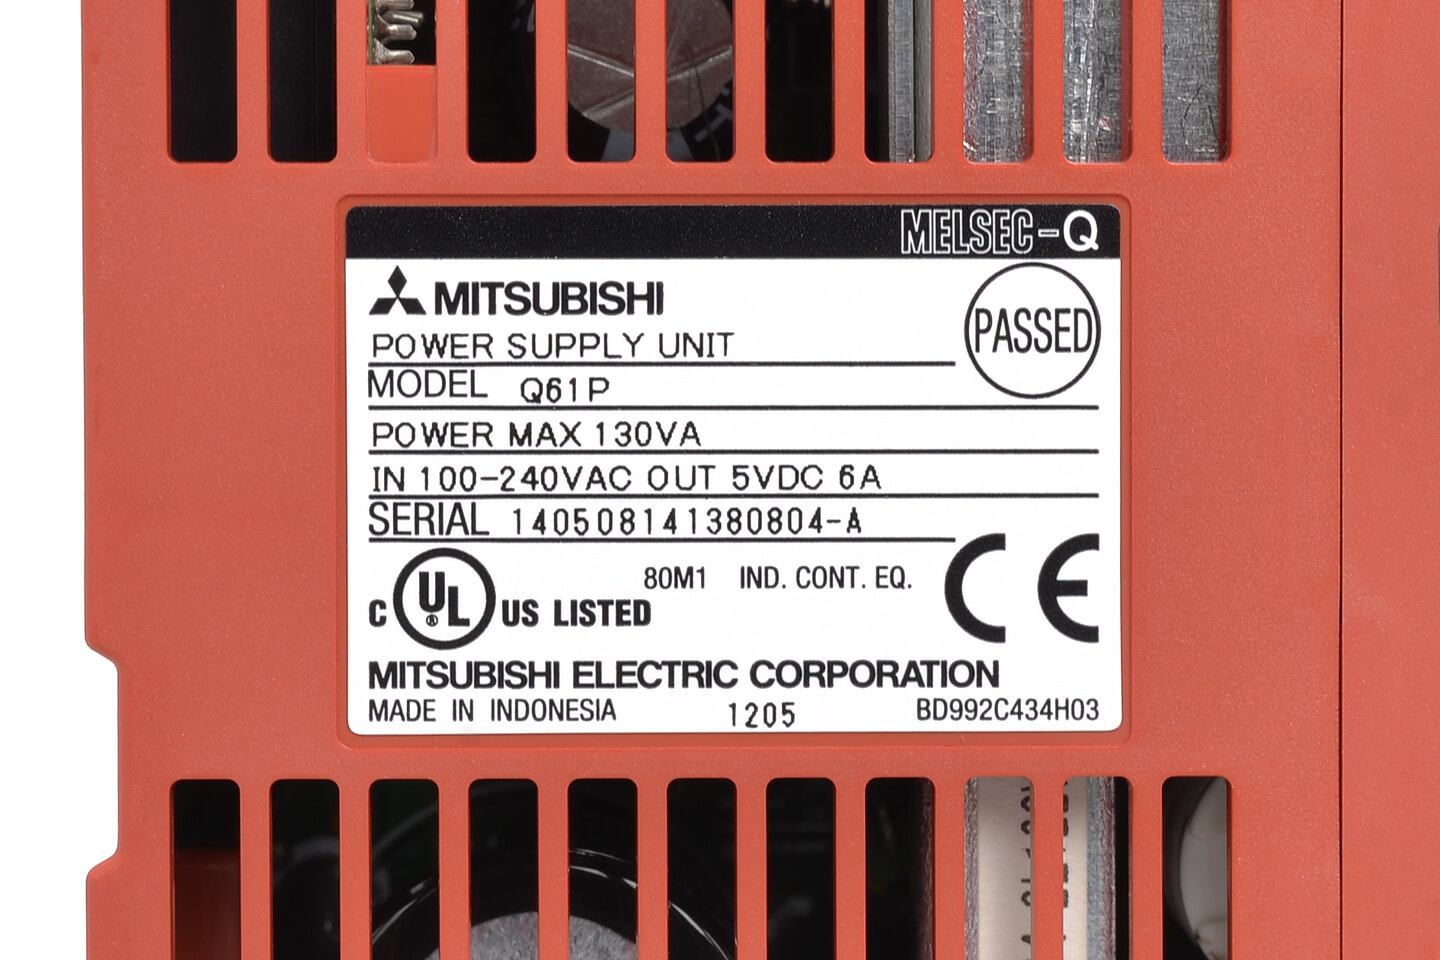 MELSEC-Q
MITSUBISHI
PASSED
POWER SUPPLY UNIT
MODEL Q61P
POWER MAX 130VA
IN 100-240VAC OUT 5VDC 6A
SERIAL 140508141380804-A
80M1 IND. CONT. EQ.
C UL® US LISTED
CE
MITSUBISHI ELECTRIC CORPORATION
MADE IN INDONESIA 1205 BD992C434H03